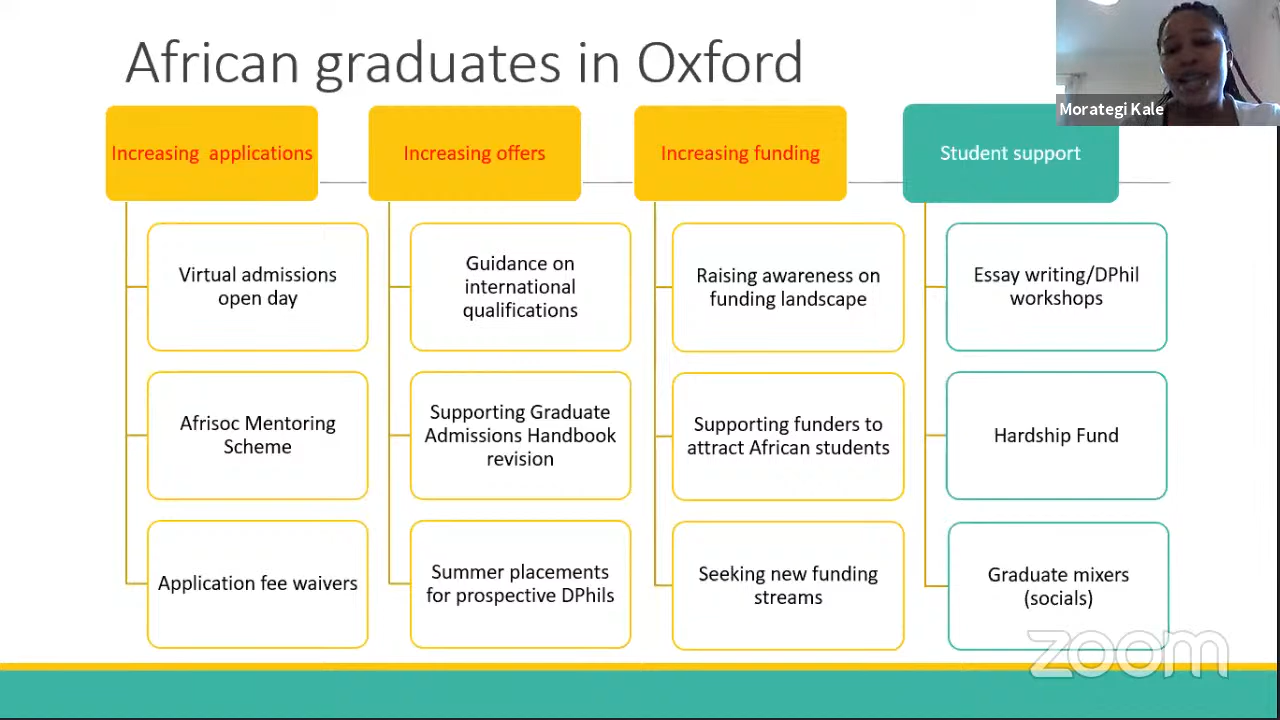 African graduates in Oxford
Morategi Kale
Increasing applications
Increasing offers
Increasing funding
Student support
Virtual admissions
open day
Guidance on
international
qualifications
Raising awareness on
funding landscape
Essay writing/DPhil
workshops
Afrisoc Mentoring
Scheme
Supporting Graduate
Admissions Handbook
revision
Supporting funders to
attract African students
Hardship Fund
Application fee waivers
Summer placements
for prospective DPhils
Seeking new funding
streams
Graduate mixers
(socials)
zoom